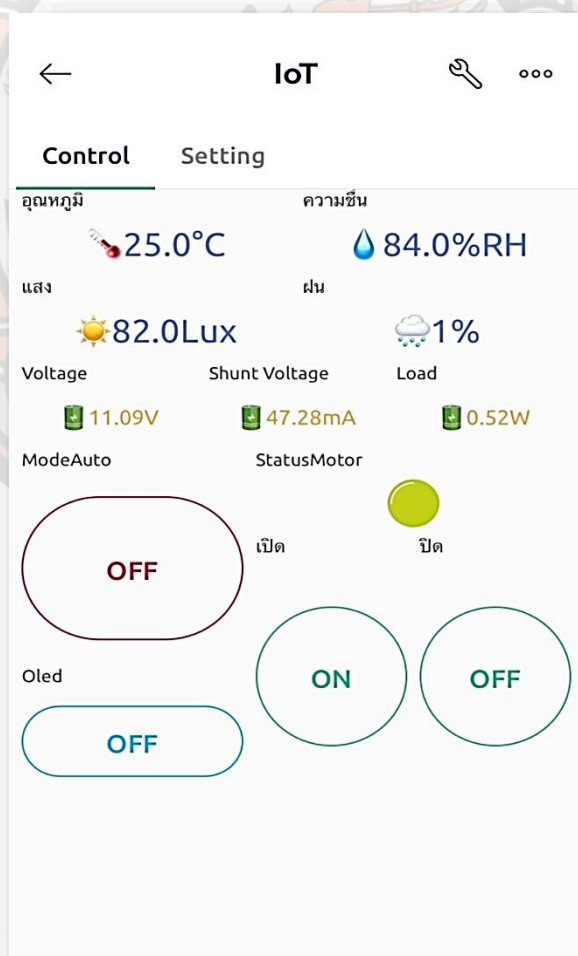 IoT
Control Setting
อุณหภูมิ ความชื้น
25.0°C 84.0%RH
แสง ฝน
82.0Lux 1%
Voltage Shunt Voltage Load
11.09V 47.28mA 0.52W
ModeAuto StatusMotor
เปิด ปิด
OFF
Oled
ON OFF
OFF